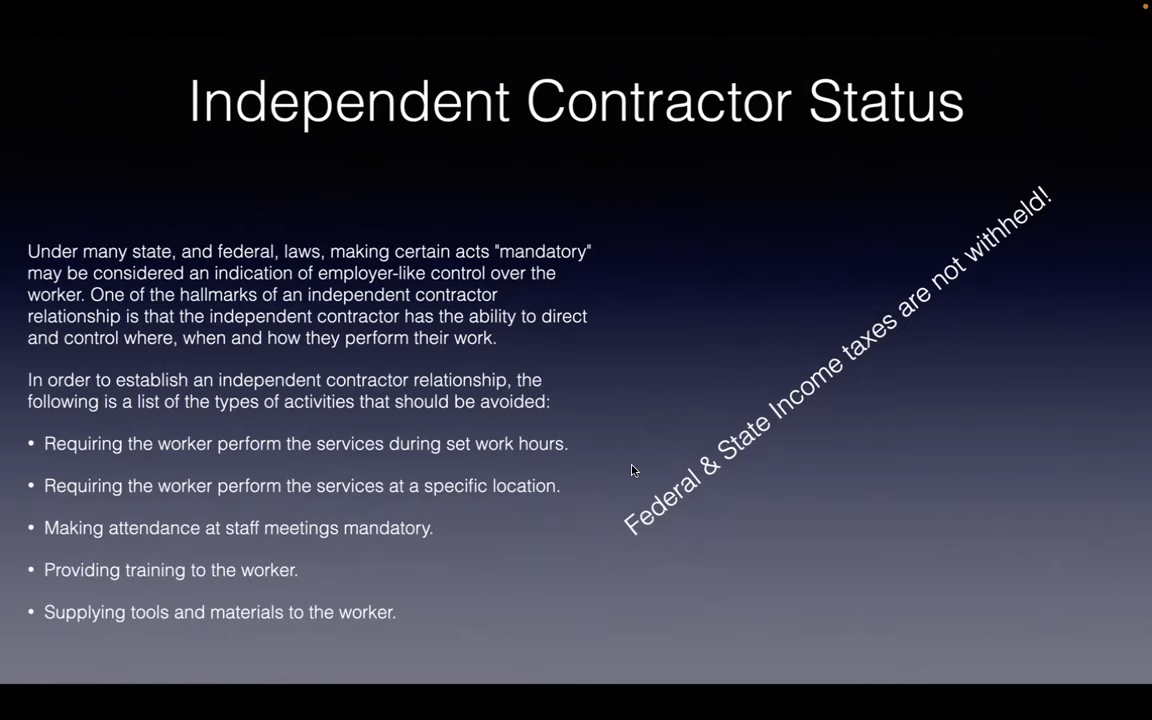 Independent Contractor Status
Under many state, and federal, laws, making certain acts "mandatory"
may be considered an indication of employer-like control over the
worker. One of the hallmarks of an independent contractor
relationship is that the independent contractor has the ability to direct
and control where, when and how they perform their work.
In order to establish an independent contractor relationship, the
following is a list of the types of activities that should be avoided:
• Requiring the worker perform the services during set work hours.
• Requiring the worker perform the services at a specific location.
• Making attendance at staff meetings mandatory.
• Providing training to the worker.
• Supplying tools and materials to the worker.
Federal & State Income taxes are not withheld!